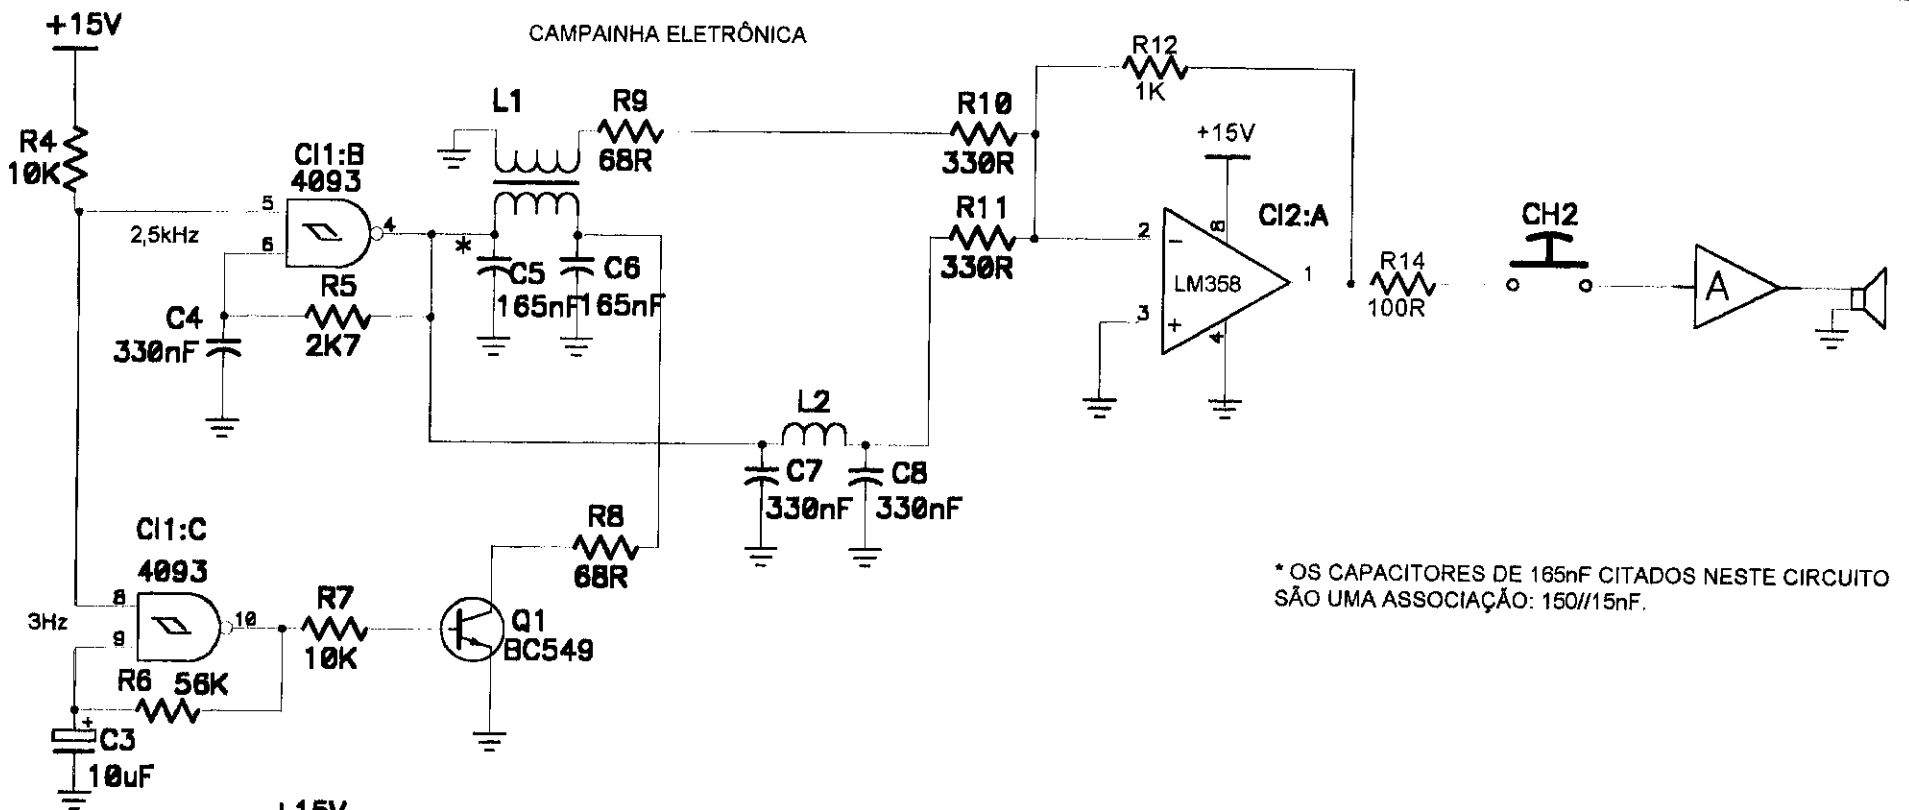 +15V
CAMPAINHA ELETRÔNICA
R12
1K
L1
R9
68R
R10
330R
+15V
R4
10K
CI1:B
4093
5
6
4
2,5kHz
*
C5
165nF
C6
165nF
R11
330R
2
3
8
4
1
LM358
CI2:A
R14
100R
CH2
A
R5
2K7
C4
330nF
L2
C7
330nF
C8
330nF
CI1:C
4093
8
9
10
3Hz
R7
10K
R8
68R
Q1
BC549
R6
56K
+
C3
10uF
* OS CAPACITORES DE 165nF CITADOS NESTE CIRCUITO
SÃO UMA ASSOCIAÇÃO: 150//15nF.
+15V